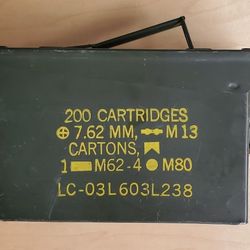 200 CARTRIDGES
7.62 MM, M13
CARTONS,
1 M62-4 M80
LC-03L603L238